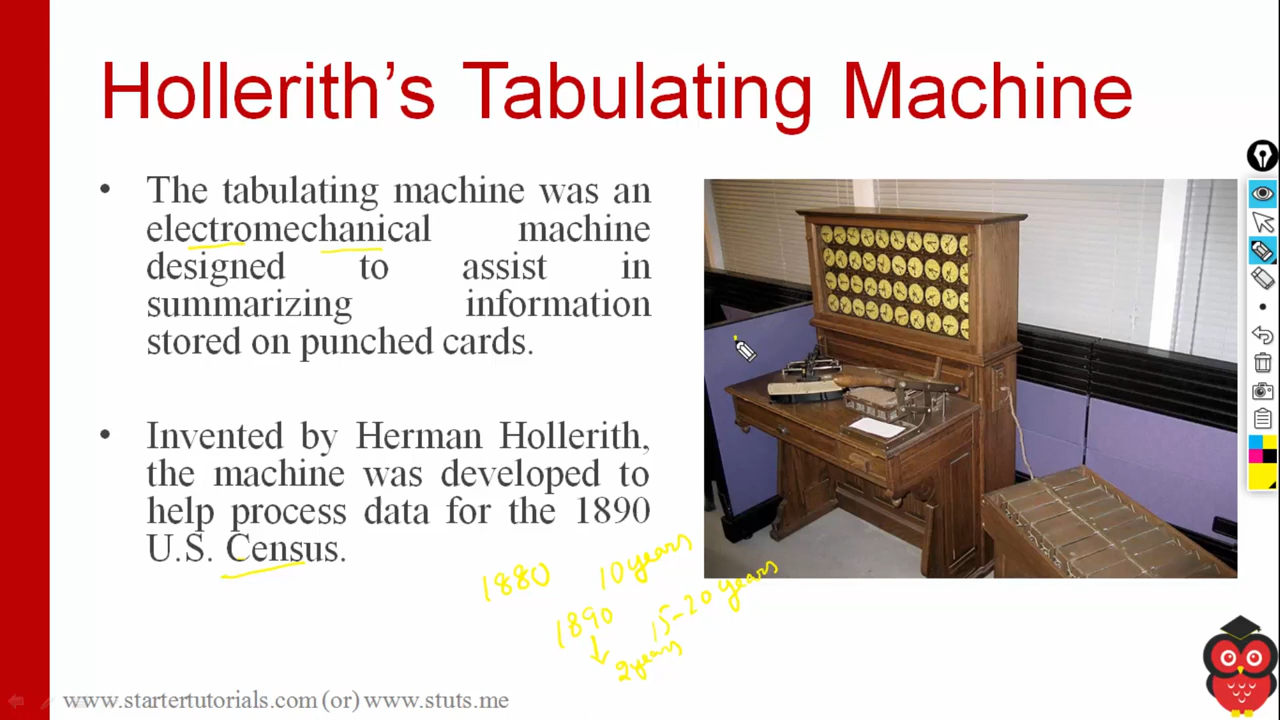 Hollerith's Tabulating Machine
• The tabulating machine was an
electromechanical machine
designed to assist in
summarizing information
stored on punched cards.
• Invented by Herman Hollerith,
the machine was developed to
help process data for the 1890
U.S. Census.
1880 10 years
1890 15-20 years
↓ 2 years
www.startertutorials.com (or) www.stuts.me